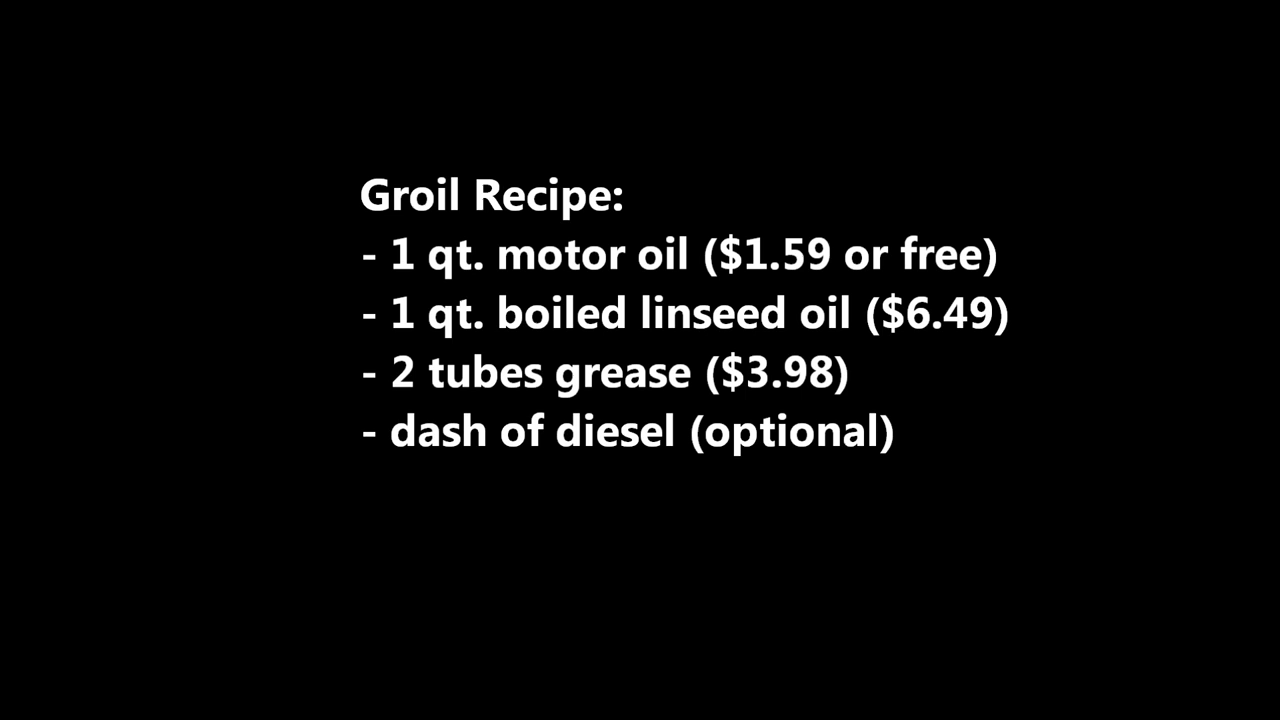 Groil Recipe:
- 1 qt. motor oil ($1.59 or free)
- 1 qt. boiled linseed oil ($6.49)
- 2 tubes grease ($3.98)
- dash of diesel (optional)